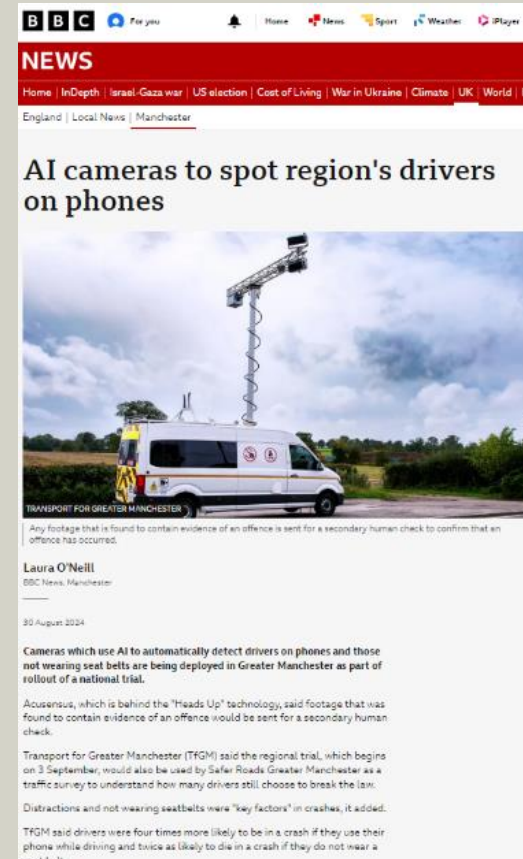 BBC For you Home News Sport Weather iPlayer
NEWS
Home | InDepth | Israel-Gaza war | US election | Cost of Living | War in Ukraine | Climate | UK | World |
England | Local News | Manchester
AI cameras to spot region's drivers
on phones
TRANSPORT FOR GREATER MANCHESTER
Any footage that is found to contain evidence of an offence is sent for a secondary human check to confirm that an
offence has occurred.
Laura O'Neill
BBC News, Manchester
30 August 2024
Cameras which use AI to automatically detect drivers on phones and those
not wearing seat belts are being deployed in Greater Manchester as part of
rollout of a national trial.
Acusensus, which is behind the "Heads Up" technology, said footage that was
found to contain evidence of an offence would be sent for a secondary human
check.
Transport for Greater Manchester (TfGM) said the regional trial, which begins
on 3 September, would also be used by Safer Roads Greater Manchester as a
traffic survey to understand how many drivers still choose to break the law.
Distractions and not wearing seatbelts were "key factors" in crashes, it added.
TfGM said drivers were four times more likely to be in a crash if they use their
phone while driving and twice as likely to die in a crash if they do not wear a